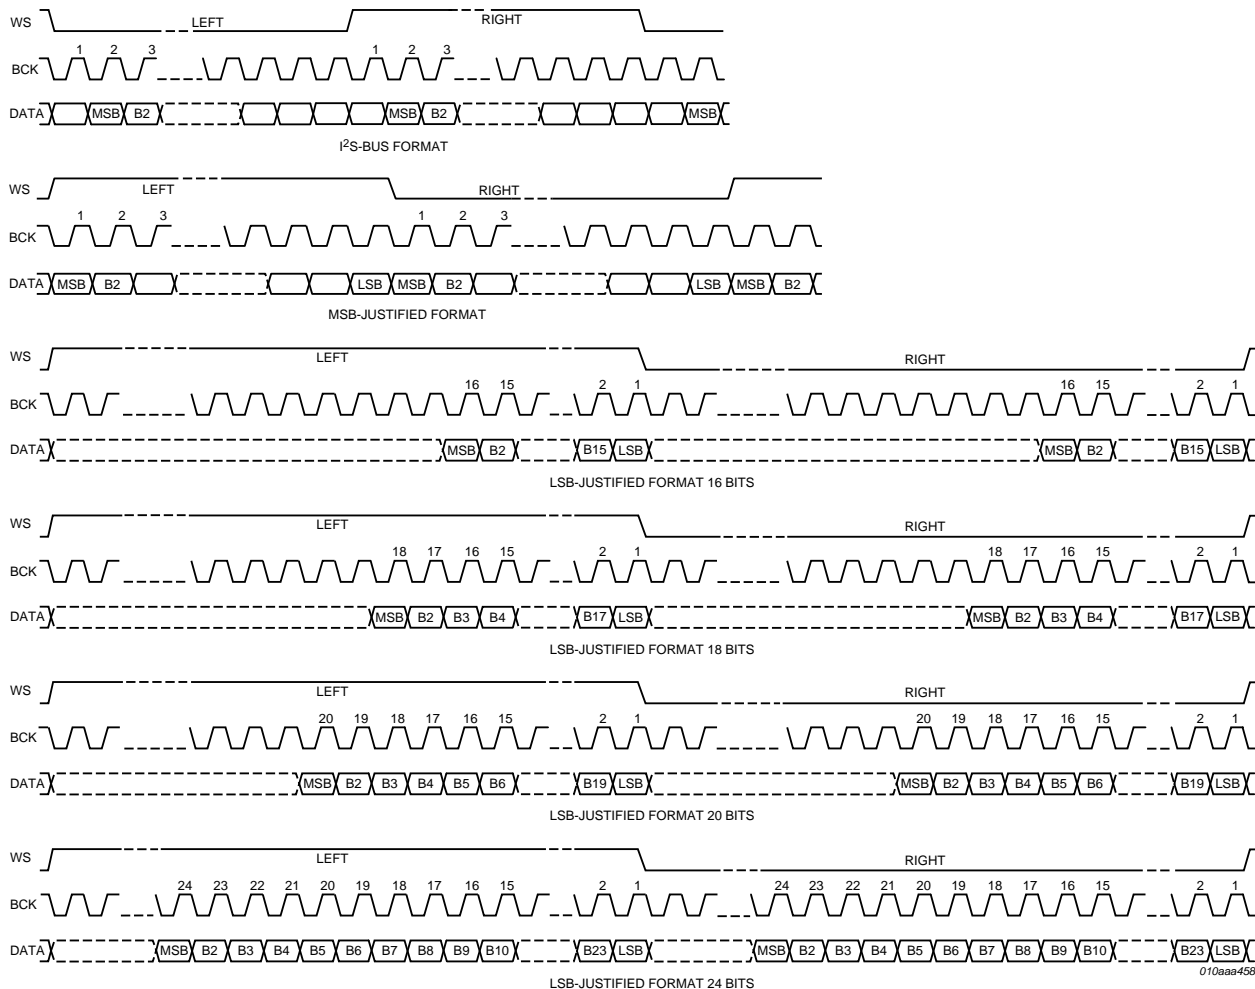 WS LEFT RIGHT
BCK 1 2 3 1 2 3
DATA MSB B2 MSB B2 MSB
I²S-BUS FORMAT
WS LEFT RIGHT
BCK 1 2 3 1 2 3
DATA MSB B2 LSB MSB B2 LSB MSB B2
MSB-JUSTIFIED FORMAT
WS LEFT RIGHT
BCK 16 15 2 1 16 15 2 1
DATA MSB B2 B15 LSB MSB B2 B15 LSB
LSB-JUSTIFIED FORMAT 16 BITS
WS LEFT RIGHT
BCK 18 17 16 15 2 1 18 17 16 15 2 1
DATA MSB B2 B3 B4 B17 LSB MSB B2 B3 B4 B17 LSB
LSB-JUSTIFIED FORMAT 18 BITS
WS LEFT RIGHT
BCK 20 19 18 17 16 15 2 1 20 19 18 17 16 15 2 1
DATA MSB B2 B3 B4 B5 B6 B19 LSB MSB B2 B3 B4 B5 B6 B19 LSB
LSB-JUSTIFIED FORMAT 20 BITS
WS LEFT RIGHT
BCK 24 23 22 21 20 19 18 17 16 15 2 1 24 23 22 21 20 19 18 17 16 15 2 1
DATA MSB B2 B3 B4 B5 B6 B7 B8 B9 B10 B23 LSB MSB B2 B3 B4 B5 B6 B7 B8 B9 B10 B23 LSB
010aaa458
LSB-JUSTIFIED FORMAT 24 BITS